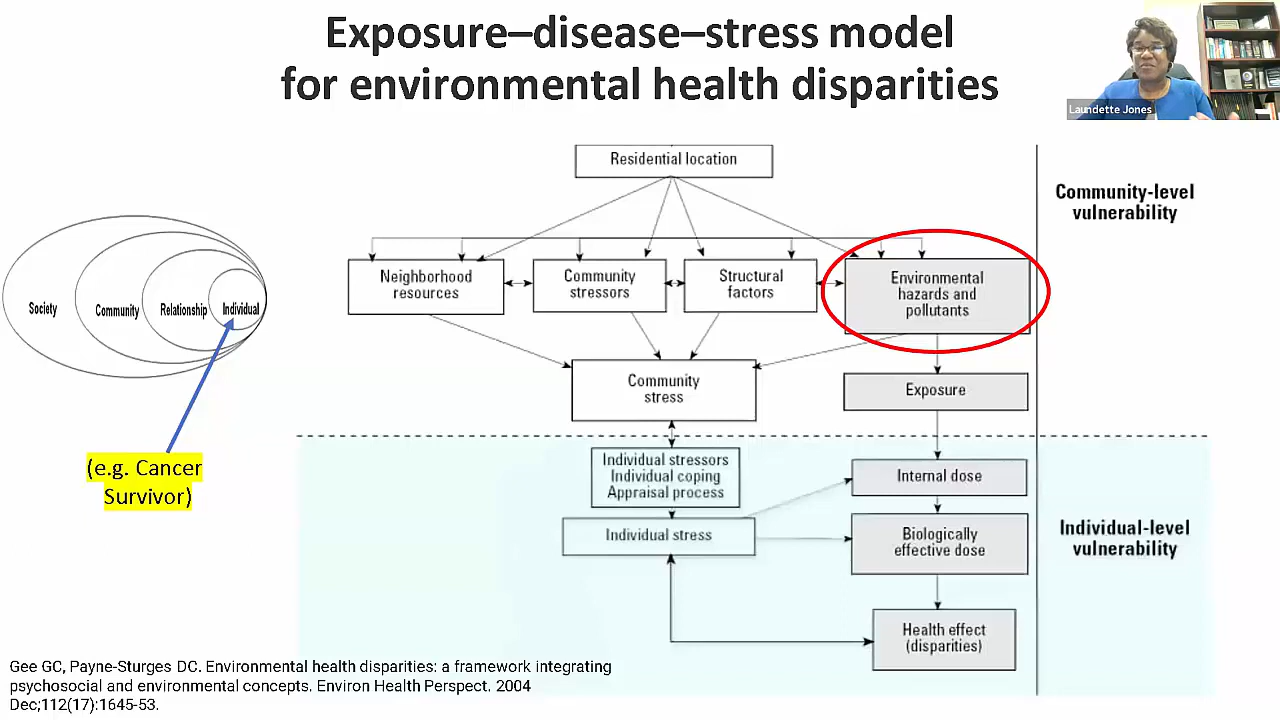 Exposure–disease–stress model
for environmental health disparities
Laundette Jones
Residential location
Community-level
vulnerability
Neighborhood
resources
Community
stressors
Structural
factors
Environmental
hazards and
pollutants
Society
Community
Relationship
Individual
Community
stress
Exposure
(e.g. Cancer
Survivor)
Individual stressors
Individual coping
Appraisal process
Internal dose
Individual stress
Biologically
effective dose
Individual-level
vulnerability
Health effect
(disparities)
Gee GC, Payne-Sturges DC. Environmental health disparities: a framework integrating
psychosocial and environmental concepts. Environ Health Perspect. 2004
Dec;112(17):1645-53.